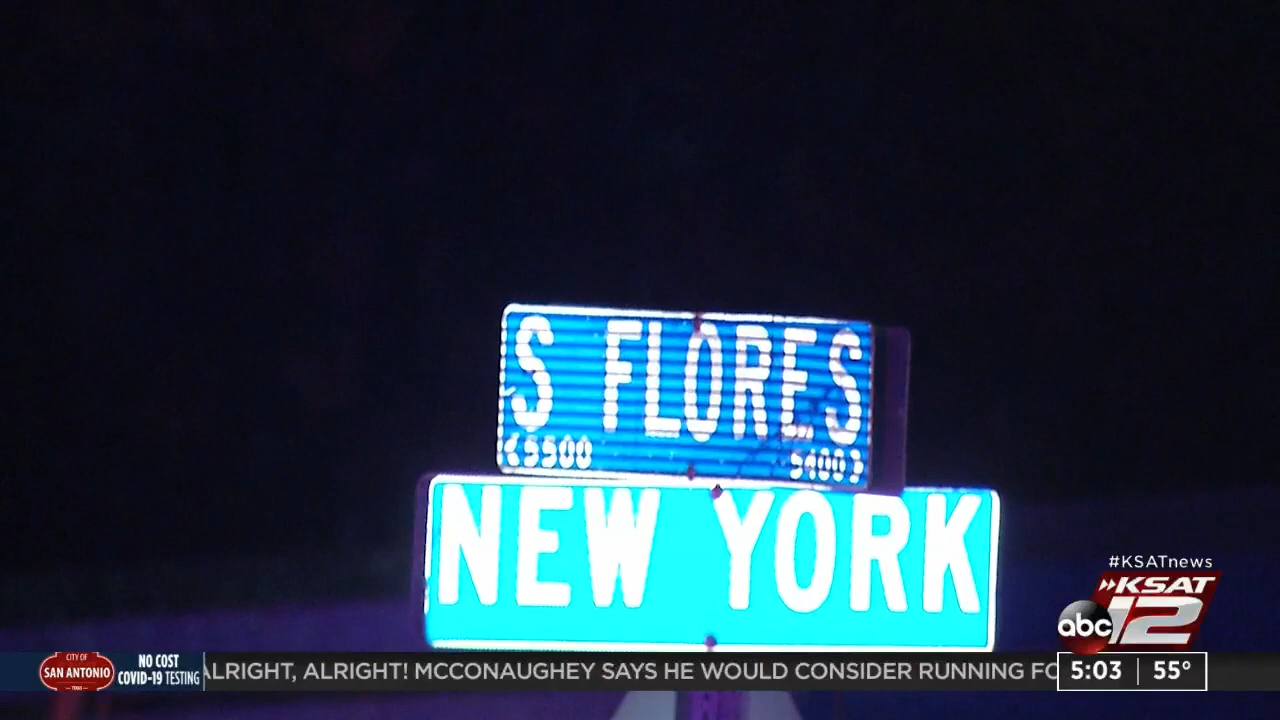 S FLORES
<5500 5400>
NEW YORK
#KSATnews
KSAT
abc 12
CITY OF
SAN ANTONIO
TEXAS
NO COST
COVID-19 TESTING
ALRIGHT, ALRIGHT! MCCONAUGHEY SAYS HE WOULD CONSIDER RUNNING FO
5:03 55°